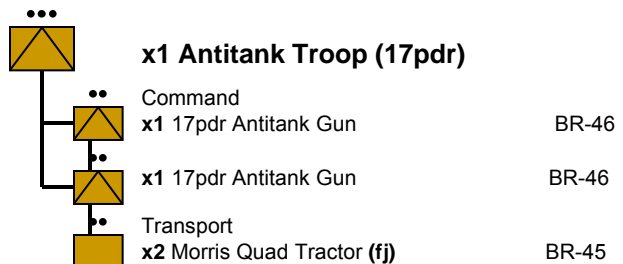 x1 Antitank Troop (17pdr)
Command
x1 17pdr Antitank Gun BR-46
x1 17pdr Antitank Gun BR-46
Transport
x2 Morris Quad Tractor (fj) BR-45